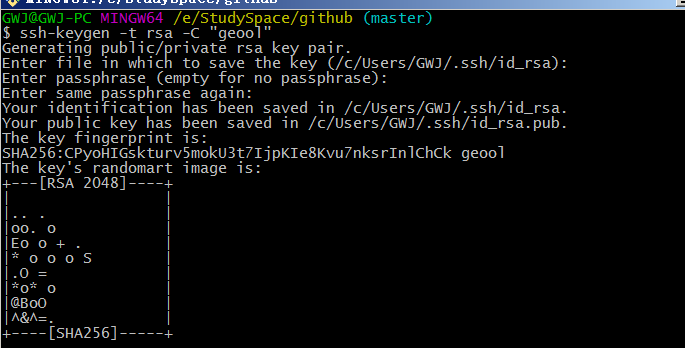 MINGW64:/e/StudySpace/github
GWJ@GWJ-PC MINGW64 /e/StudySpace/github (master)
$ ssh-keygen -t rsa -C "geool"
Generating public/private rsa key pair.
Enter file in which to save the key (/c/Users/GWJ/.ssh/id_rsa):
Enter passphrase (empty for no passphrase):
Enter same passphrase again:
Your identification has been saved in /c/Users/GWJ/.ssh/id_rsa.
Your public key has been saved in /c/Users/GWJ/.ssh/id_rsa.pub.
The key fingerprint is:
SHA256:CPyoHIGskturv5mokU3t7IjpKIe8Kvu7nksrInlChCk geool
The key's randomart image is:
+---[RSA 2048]----+
|                 |
|.. .             |
|oo. o            |
|Eo o + .         |
|* o o o S        |
|.O =             |
|*o* o            |
|@BoO             |
|^&^=.            |
+----[SHA256]-----+